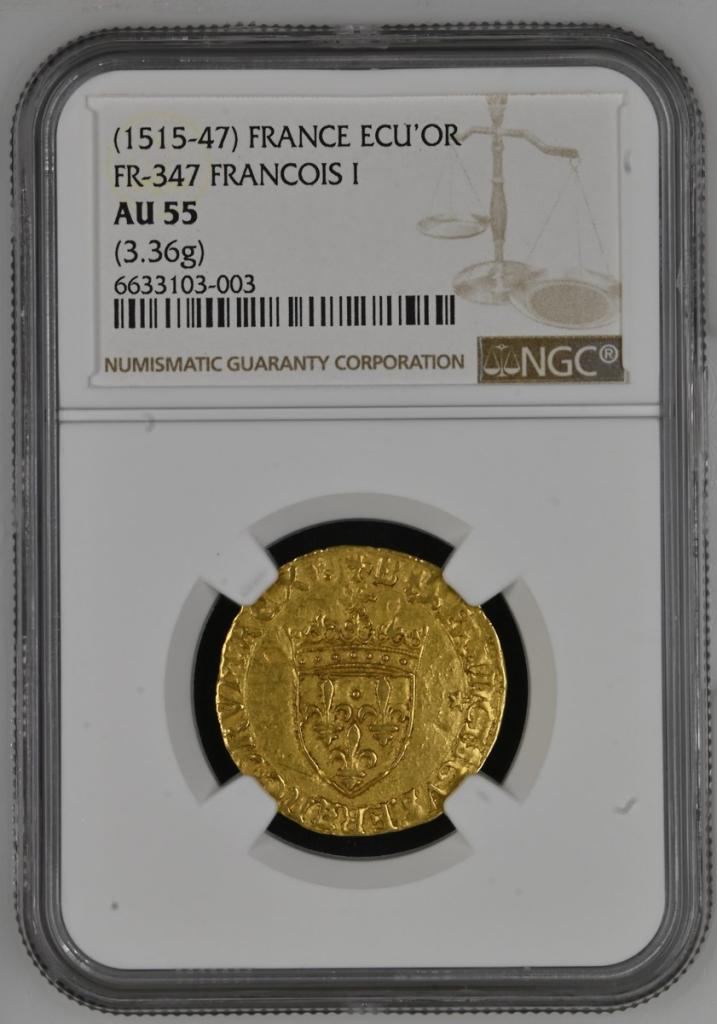 (1515-47) FRANCE ECU'OR
FR-347 FRANCOIS I
AU 55
(3.36g)
6633103-003
NUMISMATIC GUARANTY CORPORATION
NGC®